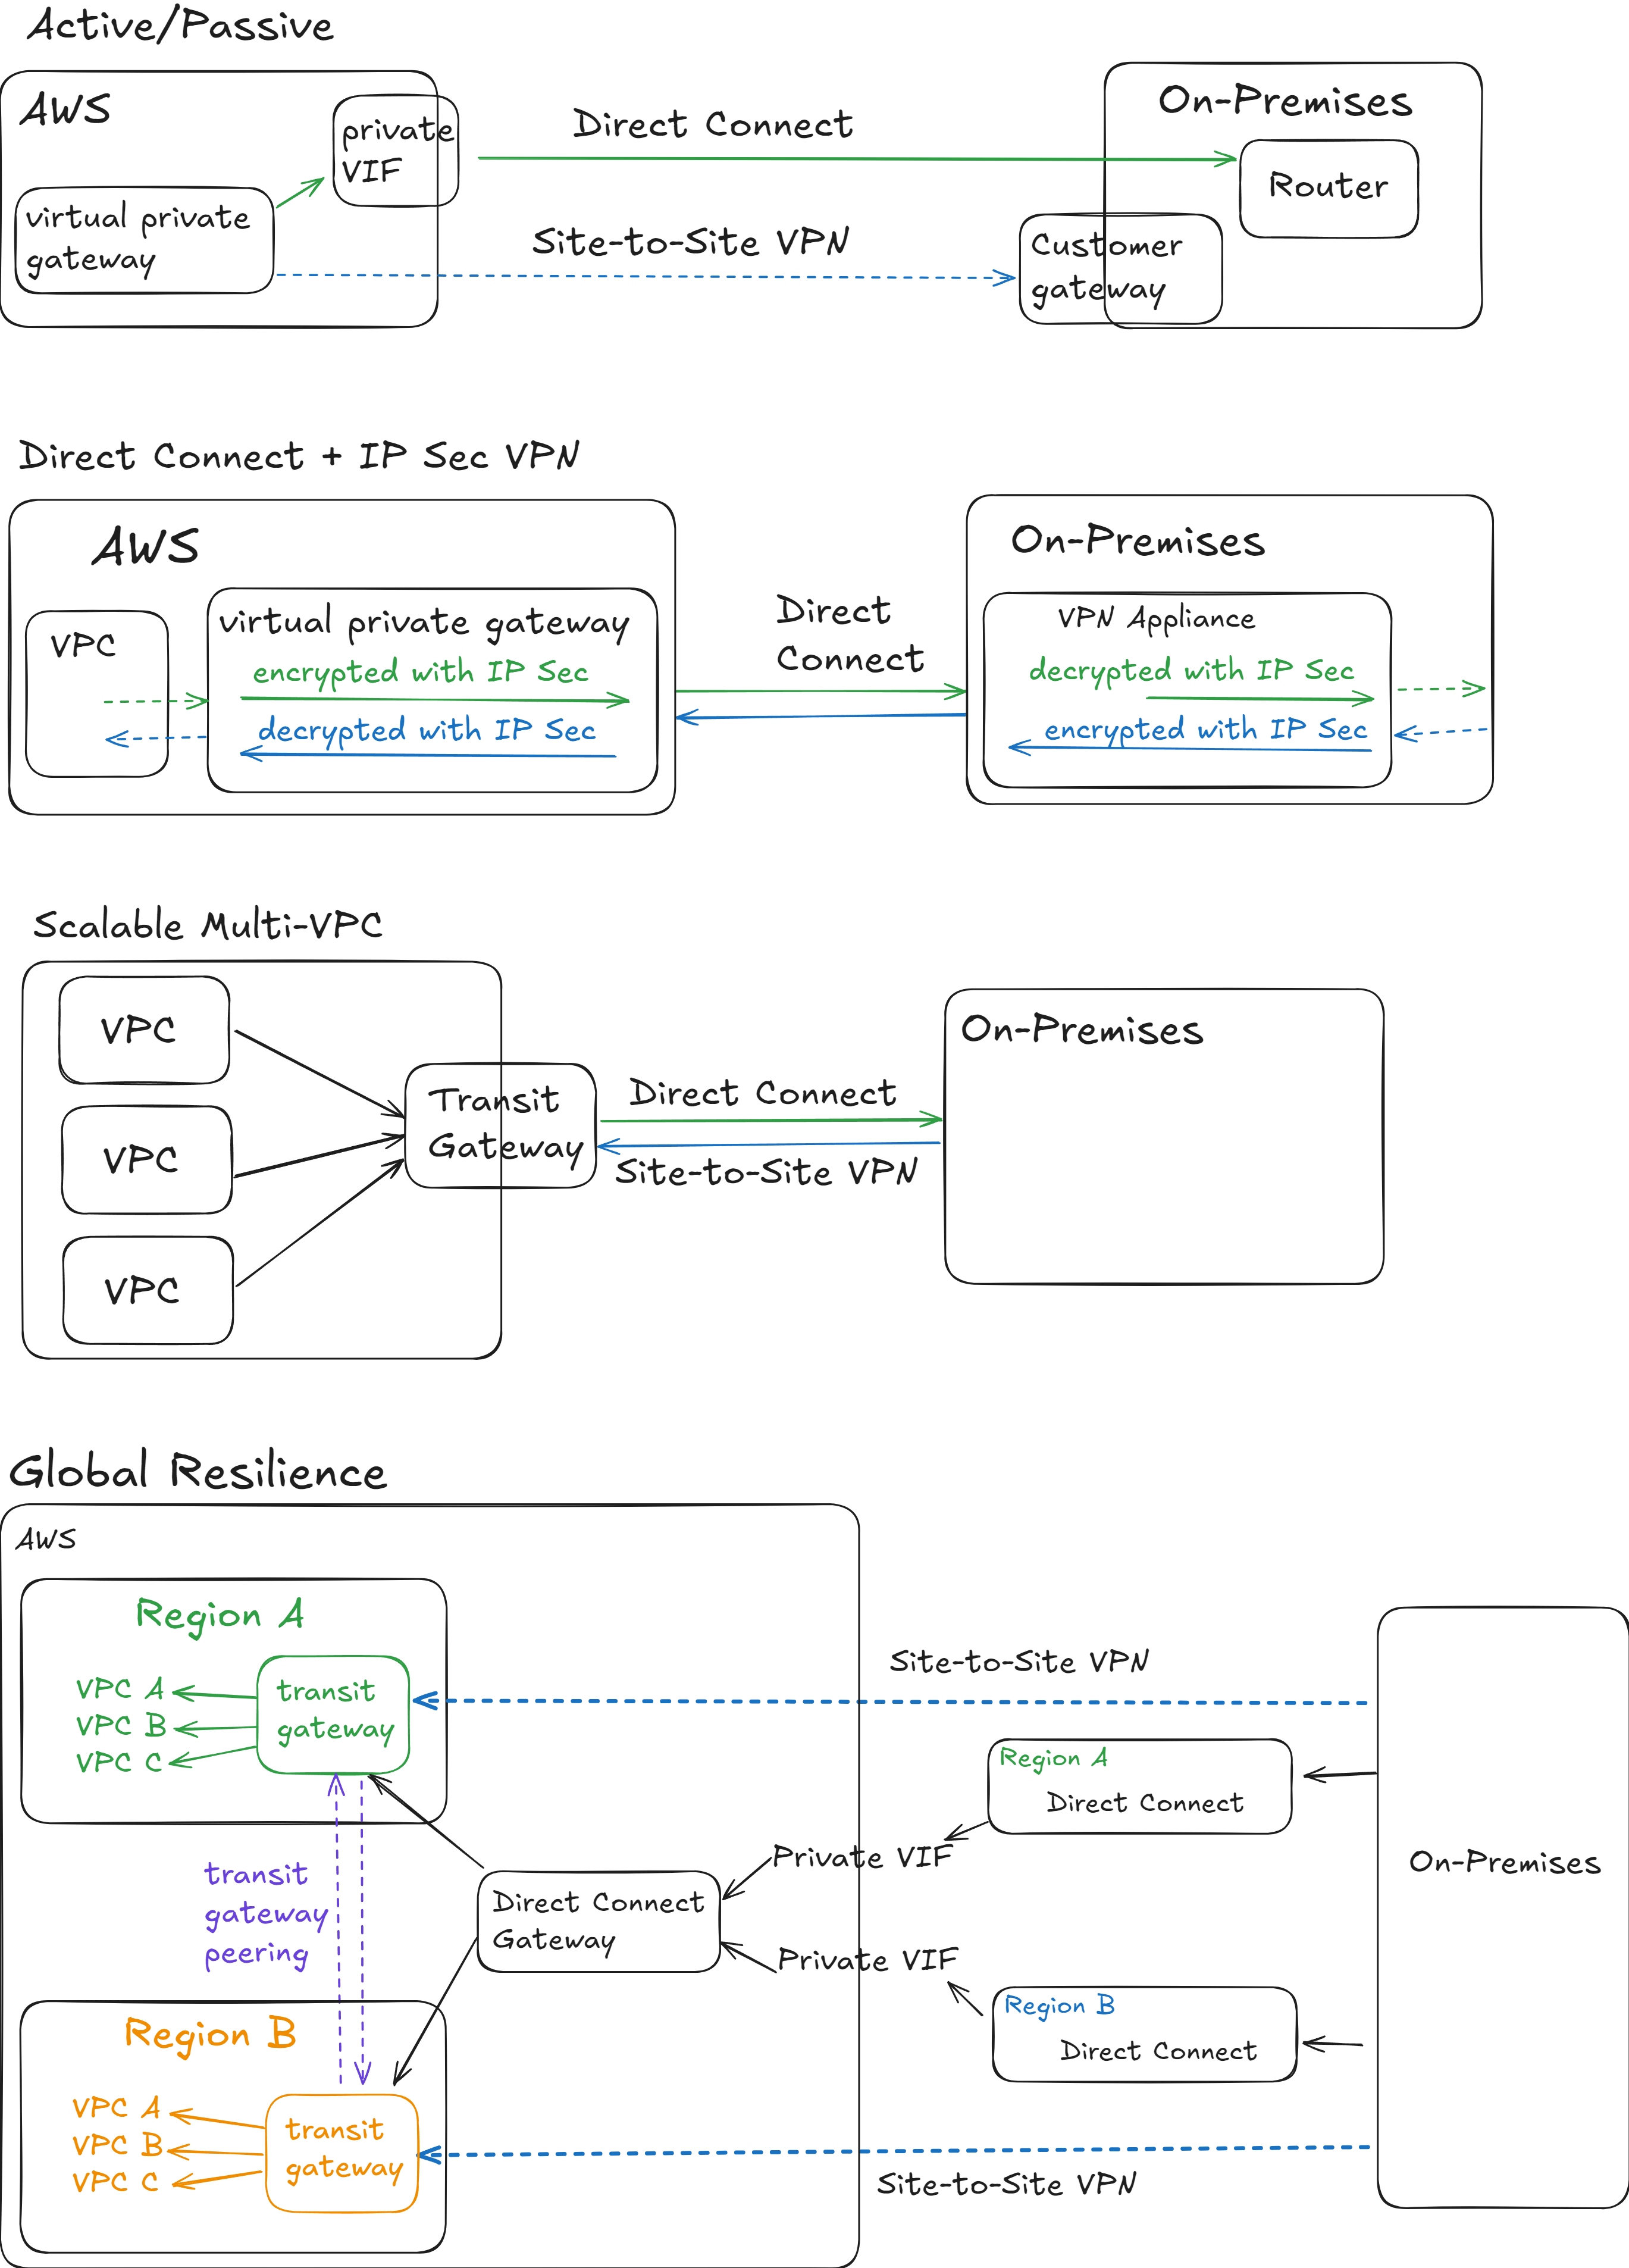 Active/Passive
AWS
private
VIF
virtual private
gateway
Direct Connect
Site-to-Site VPN
On-Premises
Router
Customer
gateway
Direct Connect + IP Sec VPN
AWS
VPC
virtual private gateway
encrypted with IP Sec
decrypted with IP Sec
Direct
Connect
On-Premises
VPN Appliance
decrypted with IP Sec
encrypted with IP Sec
Scalable Multi-VPC
VPC
VPC
VPC
Transit
Gateway
Direct Connect
Site-to-Site VPN
On-Premises
Global Resilience
AWS
Region A
VPC A
VPC B
VPC C
transit
gateway
Site-to-Site VPN
Region A
Direct Connect
Private VIF
On-Premises
transit
gateway
peering
Direct Connect
Gateway
Private VIF
Region B
Direct Connect
Region B
VPC A
VPC B
VPC C
transit
gateway
Site-to-Site VPN